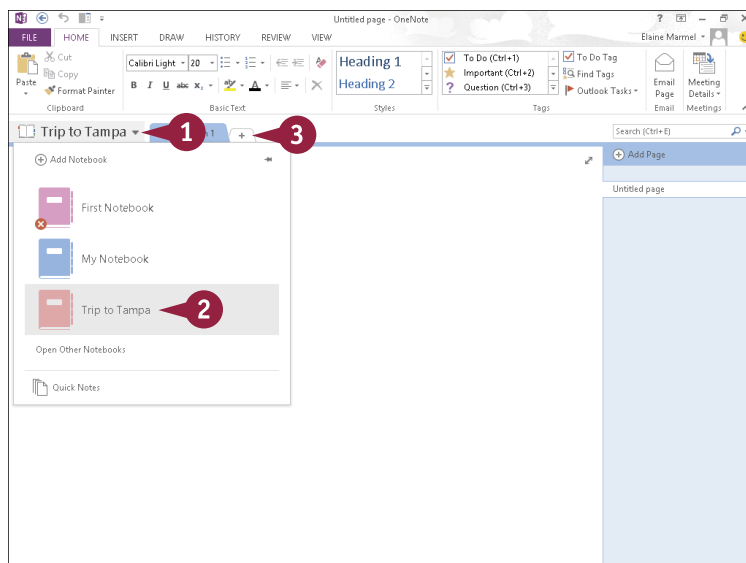 Untitled page - OneNote
FILE HOME INSERT DRAW HISTORY REVIEW VIEW Elaine Marmel
Paste
Cut
Copy
Format Painter
Clipboard
Calibri Light 20
B I U abc X₂ A
Basic Text
Heading 1
Heading 2
Styles
To Do (Ctrl+1)
Important (Ctrl+2)
Question (Ctrl+3)
To Do Tag
Find Tags
Outlook Tasks
Tags
Email Page
Email
Meeting Details
Meetings
Trip to Tampa 1 1 + 3
Search (Ctrl+E)
Add Notebook
First Notebook
My Notebook
Trip to Tampa 2
Open Other Notebooks
Quick Notes
Add Page
Untitled page